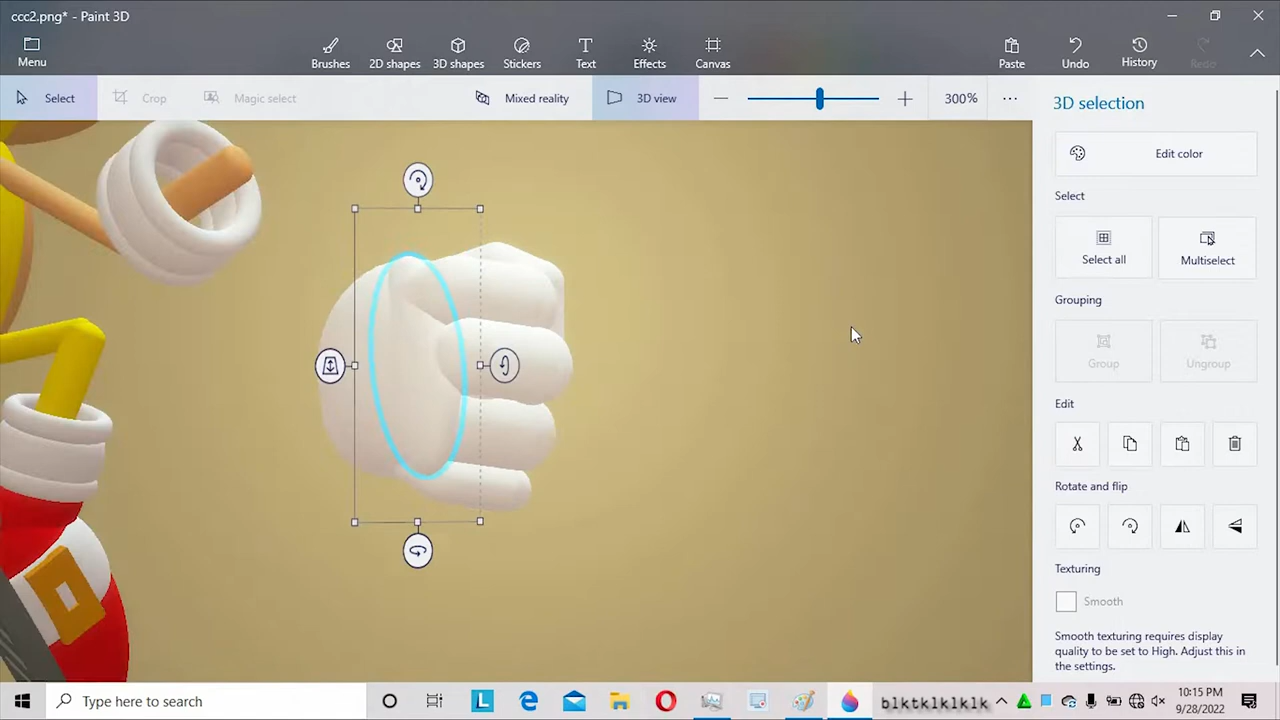 ccc2.png* - Paint 3D
Menu
Brushes
2D shapes
3D shapes
Stickers
Text
Effects
Canvas
Paste
Undo
History
Redo
Select
Crop
Magic select
Mixed reality
3D view
300%
3D selection
Edit color
Select
Select all
Multiselect
Grouping
Group
Ungroup
Edit
Rotate and flip
Texturing
Smooth
Smooth texturing requires display
quality to be set to High. Adjust this in
the settings.
Type here to search
L
blktklklklk
10:15 PM
9/28/2022